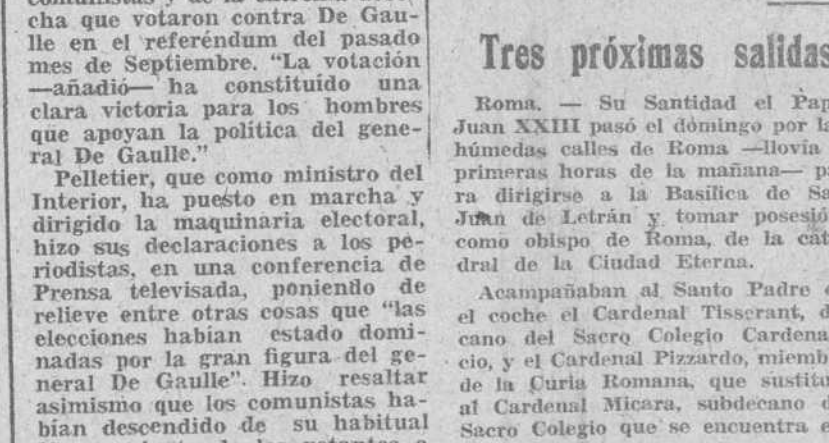 cha que votaron contra De Gau-
lle en el referéndum del pasado
mes de Septiembre. "La votación
—añadió— ha constituído una
clara victoria para los hombres
que apoyan la política del gene-
ral De Gaulle."
Pelletier, que como ministro del
Interior, ha puesto en marcha y
dirigido la maquinaria electoral,
hizo sus declaraciones a los pe-
riodistas, en una conferencia de
Prensa televisada, poniendo de
relieve entre otras cosas que "las
elecciones habían estado domi-
nadas por la gran figura del ge-
neral De Gaulle". Hizo resaltar
asimismo que los comunistas ha-
bían descendido de su habitual
Tres próximas salidas
Roma. — Su Santidad el Pap
Juan XXIII pasó el domingo por la
húmedas calles de Roma —llovía
primeras horas de la mañana— pa
ra dirigirse a la Basílica de Sa
Juan de Letrán y tomar posesió
como obispo de Roma, de la cat
dral de la Ciudad Eterna.
Acampañaban al Santo Padre e
el coche el Cardenal Tisserant, d
cano del Sacro Colegio Cardena
cio, y el Cardenal Pizzardo, miemb
de la Curia Romana, que sustitu
al Cardenal Micara, subdecano d
Sacro Colegio que se encuentra e